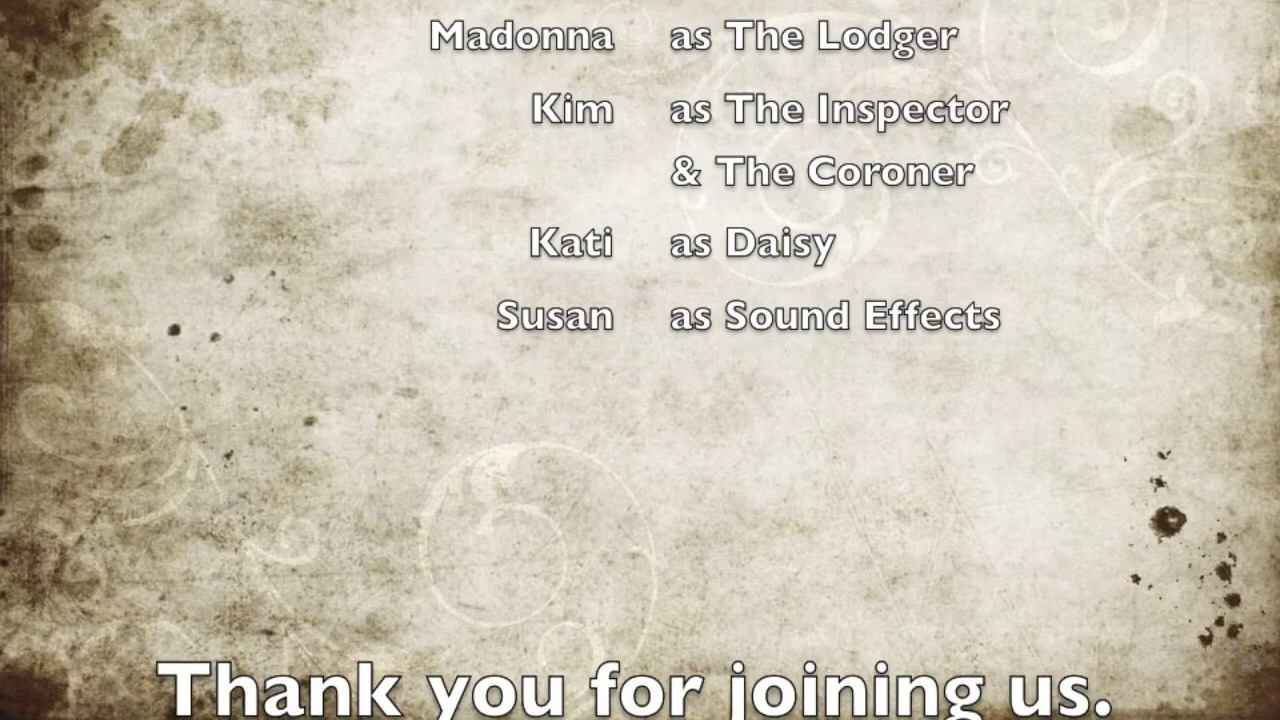 Madonna as The Lodger
Kim as The Inspector
& The Coroner
Kati as Daisy
Susan as Sound Effects
Thank you for joining us.